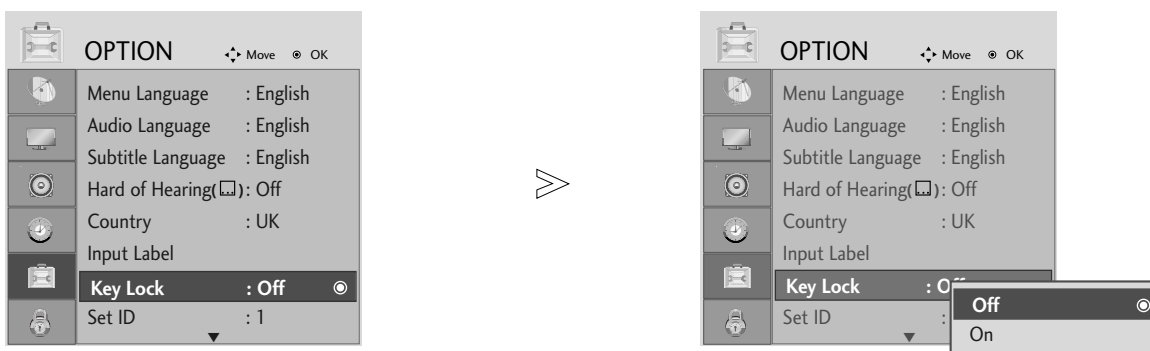 OPTION Move OK
Menu Language : English
Audio Language : English
Subtitle Language : English
Hard of Hearing( ) : Off
Country : UK
Input Label
Key Lock : Off
Set ID : 1
OPTION Move OK
Menu Language : English
Audio Language : English
Subtitle Language : English
Hard of Hearing( ) : Off
Country : UK
Input Label
Key Lock : O
Set ID :
Off
On